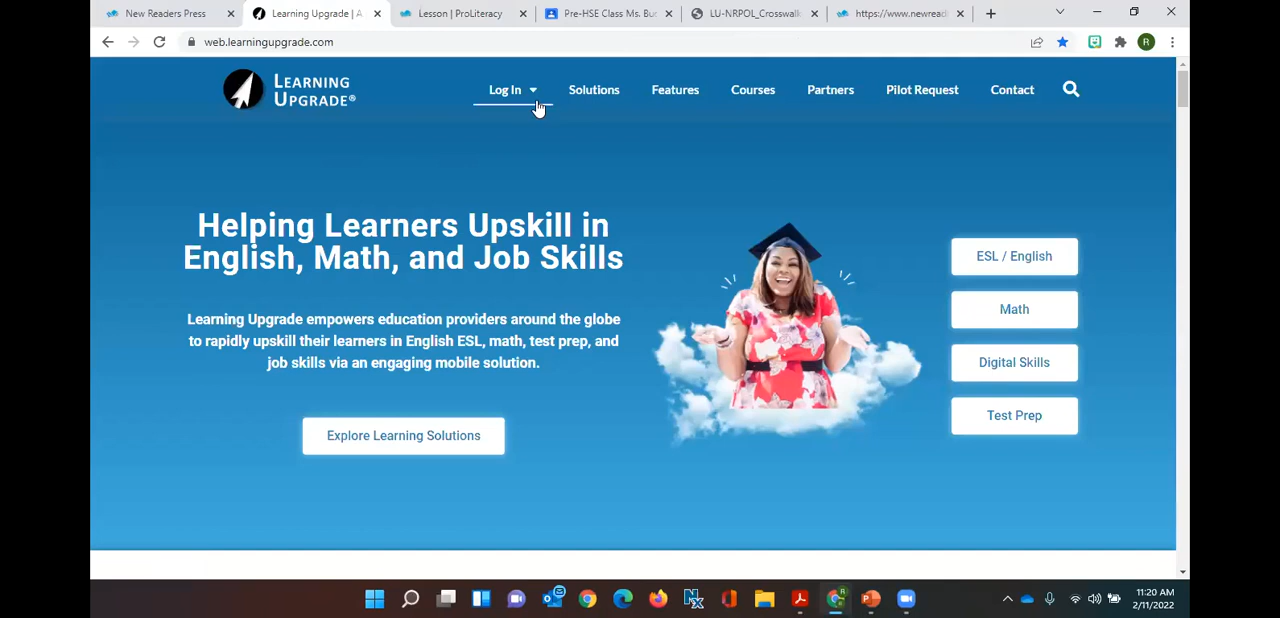 New Readers Press
Learning Upgrade | A
Lesson | ProLiteracy
Pre-HSE Class Ms. Bu
LU-NRPOL_Crosswalk
https://www.newread
web.learningupgrade.com
R
LEARNING
UPGRADE®
Log In
Solutions
Features
Courses
Partners
Pilot Request
Contact
Helping Learners Upskill in
English, Math, and Job Skills
Learning Upgrade empowers education providers around the globe
to rapidly upskill their learners in English ESL, math, test prep, and
job skills via an engaging mobile solution.
Explore Learning Solutions
ESL / English
Math
Digital Skills
Test Prep
11:20 AM
2/11/2022